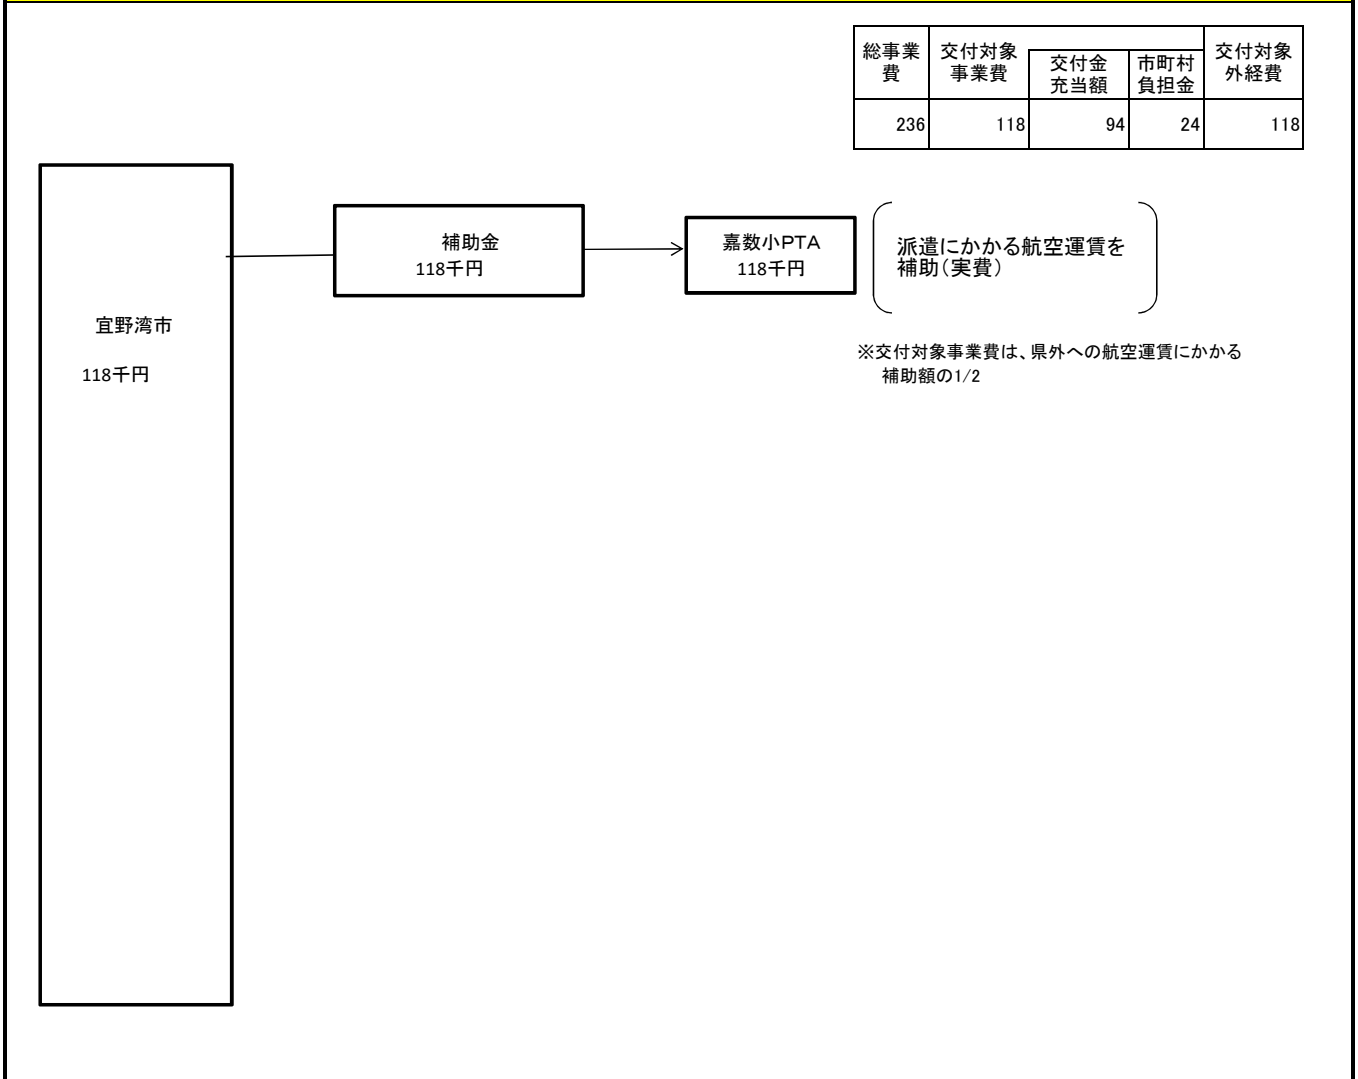 総事業
費
交付対象
事業費
交付金
充当額
市町村
負担金
交付対象
外経費
236
118
94
24
118
宜野湾市
118千円
補助金
118千円
嘉数小PTA
118千円
派遣にかかる航空運賃を
補助(実費)
※交付対象事業費は、県外への航空運賃にかかる
補助額の1/2